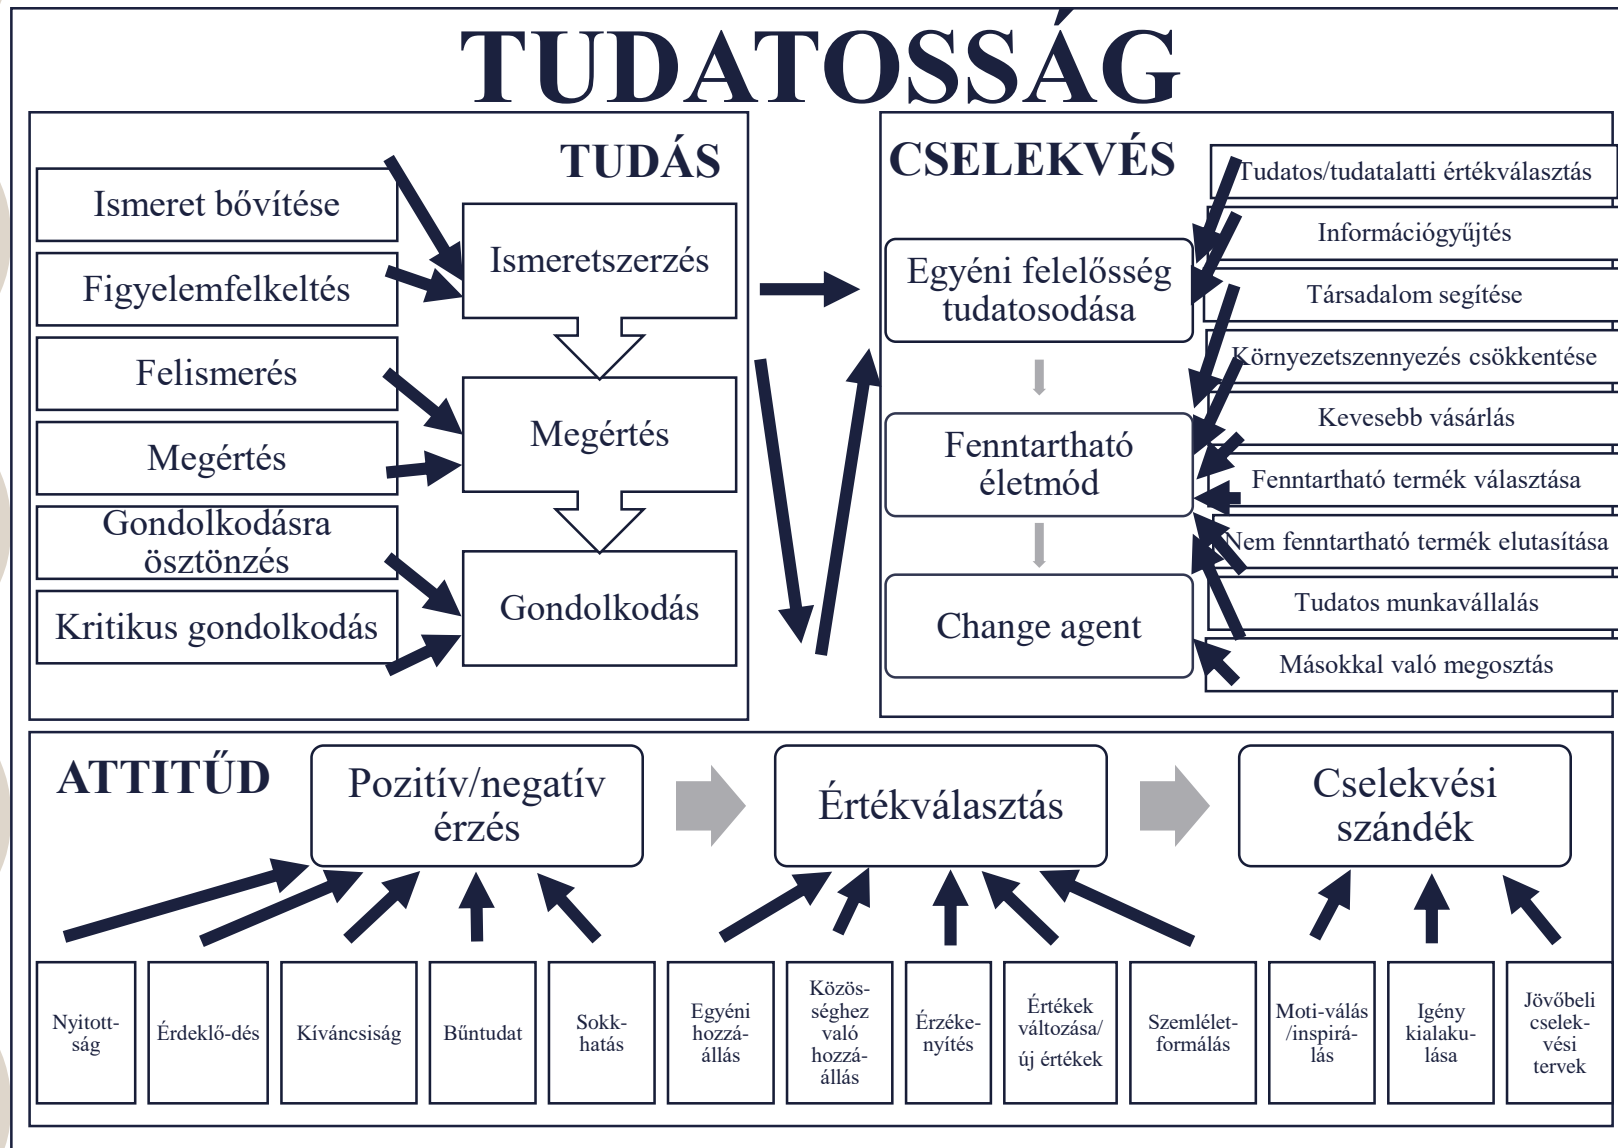 TUDATOSSÁG
TUDÁS
Ismeret bővítése
Figyelemfelkeltés
Felismerés
Megértés
Gondolkodásra
ösztönzés
Kritikus gondolkodás
Ismeretszerzés
Megértés
Gondolkodás
CSELEKVÉS
Egyéni felelősség
tudatosodása
Fenntartható
életmód
Change agent
Tudatos/tudatalatti értékválasztás
Információgyűjtés
Társadalom segítése
Környezetszennyezés csökkentése
Kevesebb vásárlás
Fenntartható termék választása
Nem fenntartható termék elutasítása
Tudatos munkavállalás
Másokkal való megosztás
ATTITŰD
Pozitív/negatív
érzés
Értékválasztás
Cselekvési
szándék
Nyitott-
ság
Érdeklő-dés
Kíváncsiság
Bűntudat
Sokk-
hatás
Egyéni
hozzá-
állás
Közös-
séghez
való
hozzá-
állás
Érzéke-
nyítés
Értékek
változása/
új értékek
Szemlélet-
formálás
Moti-válás
/inspirá-
lás
Igény
kialaku-
lása
Jövőbeli
cselek-
vési
tervek